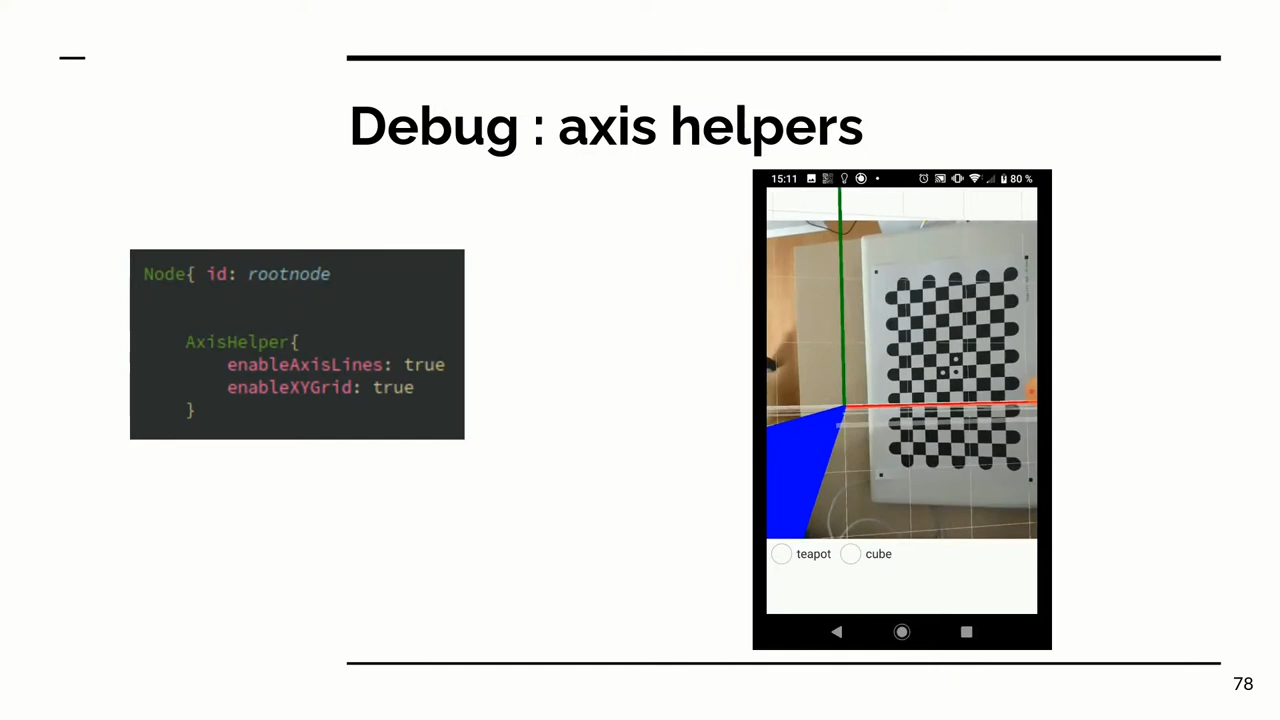 Debug : axis helpers
Node{ id: rootnode
AxisHelper{
enableAxisLines: true
enableXYGrid: true
}
15:11
80 %
teapot
cube
78